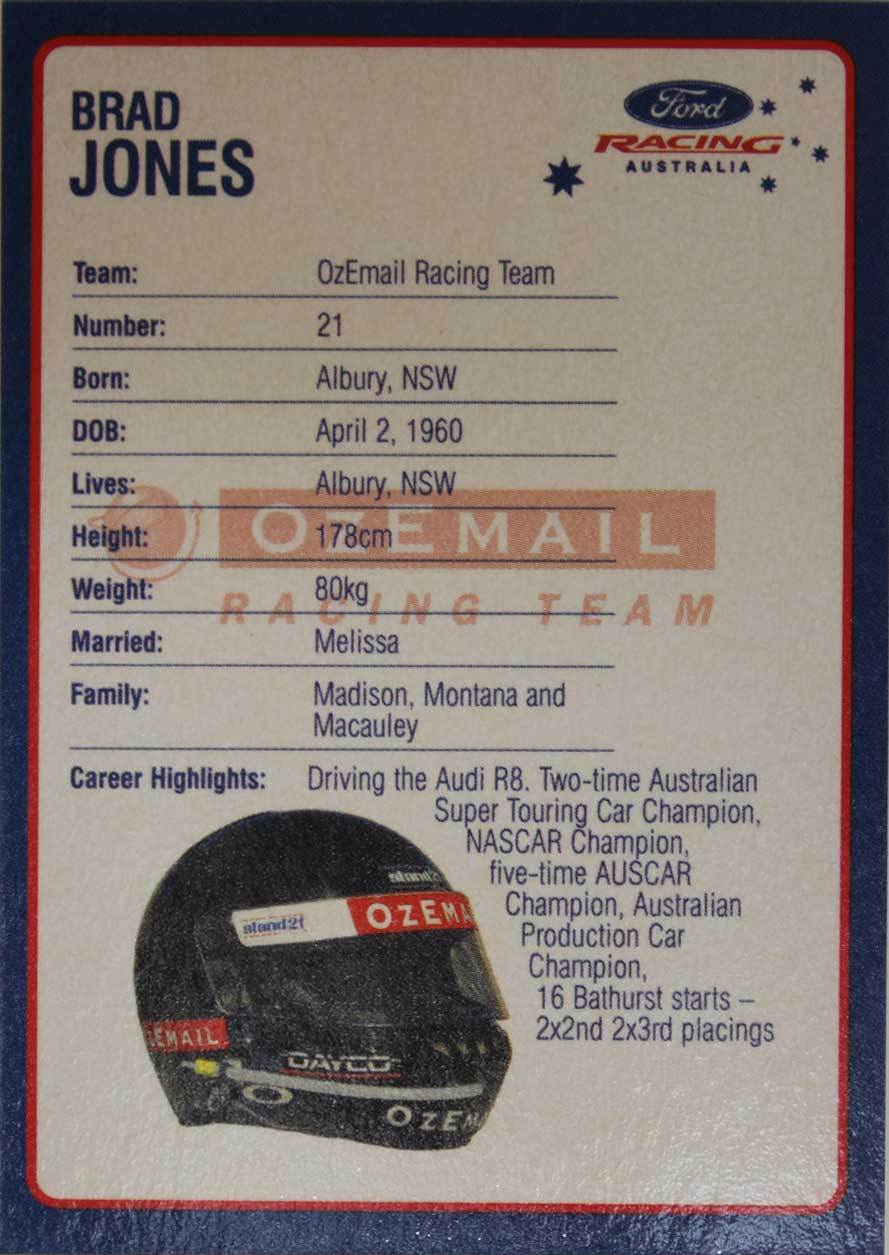 BRAD
JONES
Ford
RACING
AUSTRALIA
Team: OzEmail Racing Team
Number: 21
Born: Albury, NSW
DOB: April 2, 1960
Lives: Albury, NSW
OZEMAIL
Height: 178cm
Weight: 80kg
RACING TEAM
Married: Melissa
Family: Madison, Montana and
Macauley
Career Highlights: Driving the Audi R8. Two-time Australian
Super Touring Car Champion,
NASCAR Champion,
five-time AUSCAR
Champion, Australian
Production Car
Champion,
16 Bathurst starts –
2x2nd 2x3rd placings
stand21
stand21 OZEMA
ZEMAIL
DAYCO
OZEM